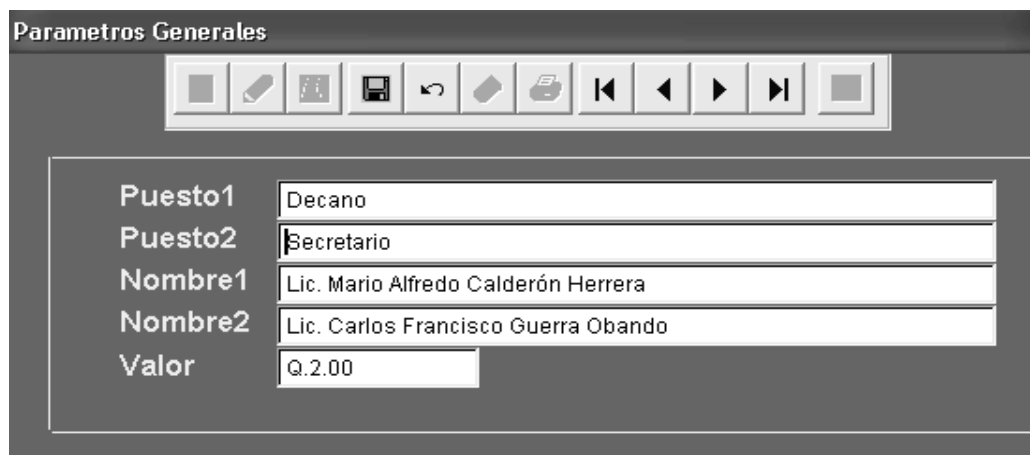 Parametros Generales
Puesto1 Decano
Puesto2 Secretario
Nombre1 Lic. Mario Alfredo Calderón Herrera
Nombre2 Lic. Carlos Francisco Guerra Obando
Valor Q.2.00